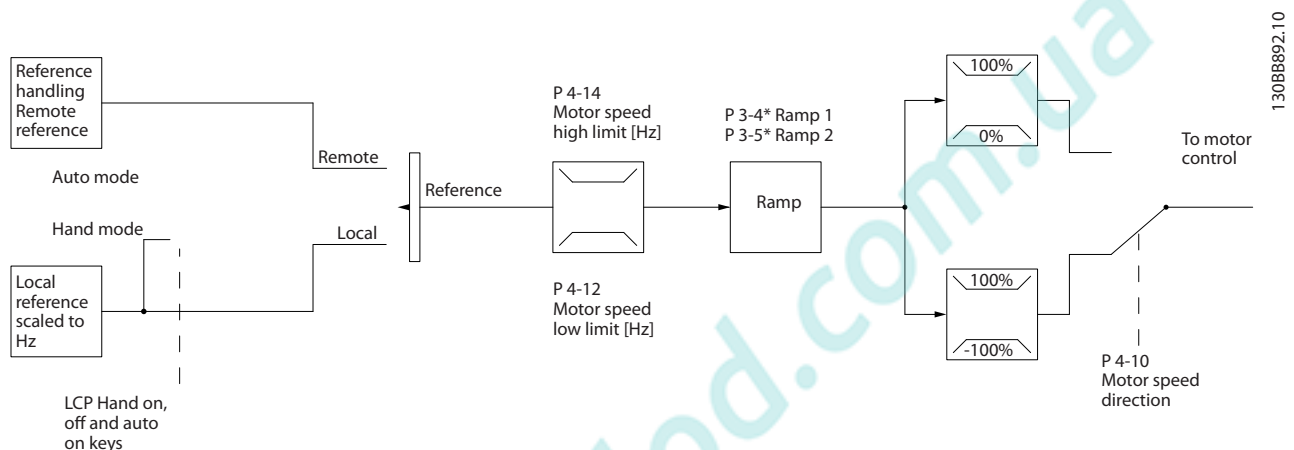 Reference
handling
Remote
reference
Auto mode
Hand mode
Local
reference
scaled to
Hz
LCP Hand on,
off and auto
on keys
Remote
Local
Reference
P 4-14
Motor speed
high limit [Hz]
P 4-12
Motor speed
low limit [Hz]
P 3-4* Ramp 1
P 3-5* Ramp 2
Ramp
100%
0%
100%
-100%
To motor
control
P 4-10
Motor speed
direction
130BB892.10
od.com.ua